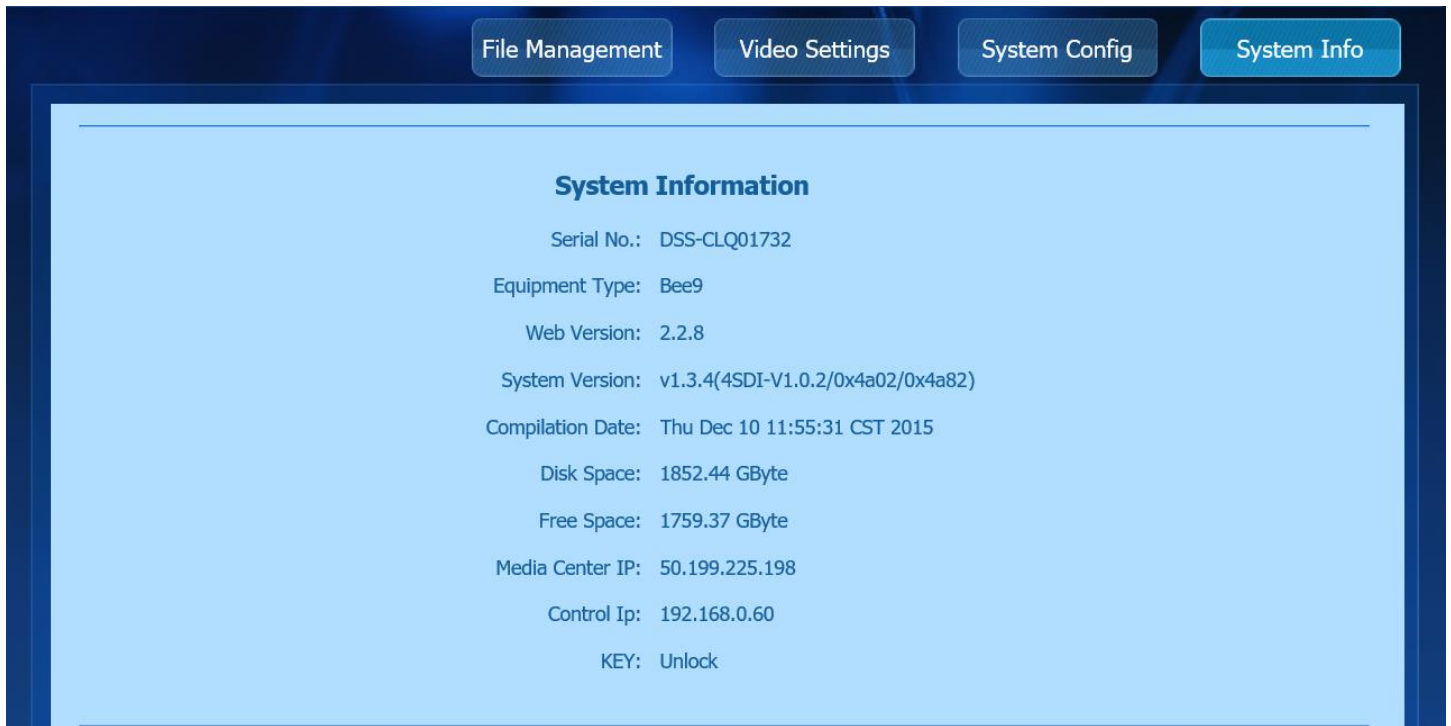 File Management Video Settings System Config System Info
System Information
Serial No.: DSS-CLQ01732
Equipment Type: Bee9
Web Version: 2.2.8
System Version: v1.3.4(4SDI-V1.0.2/0x4a02/0x4a82)
Compilation Date: Thu Dec 10 11:55:31 CST 2015
Disk Space: 1852.44 GByte
Free Space: 1759.37 GByte
Media Center IP: 50.199.225.198
Control Ip: 192.168.0.60
KEY: Unlock